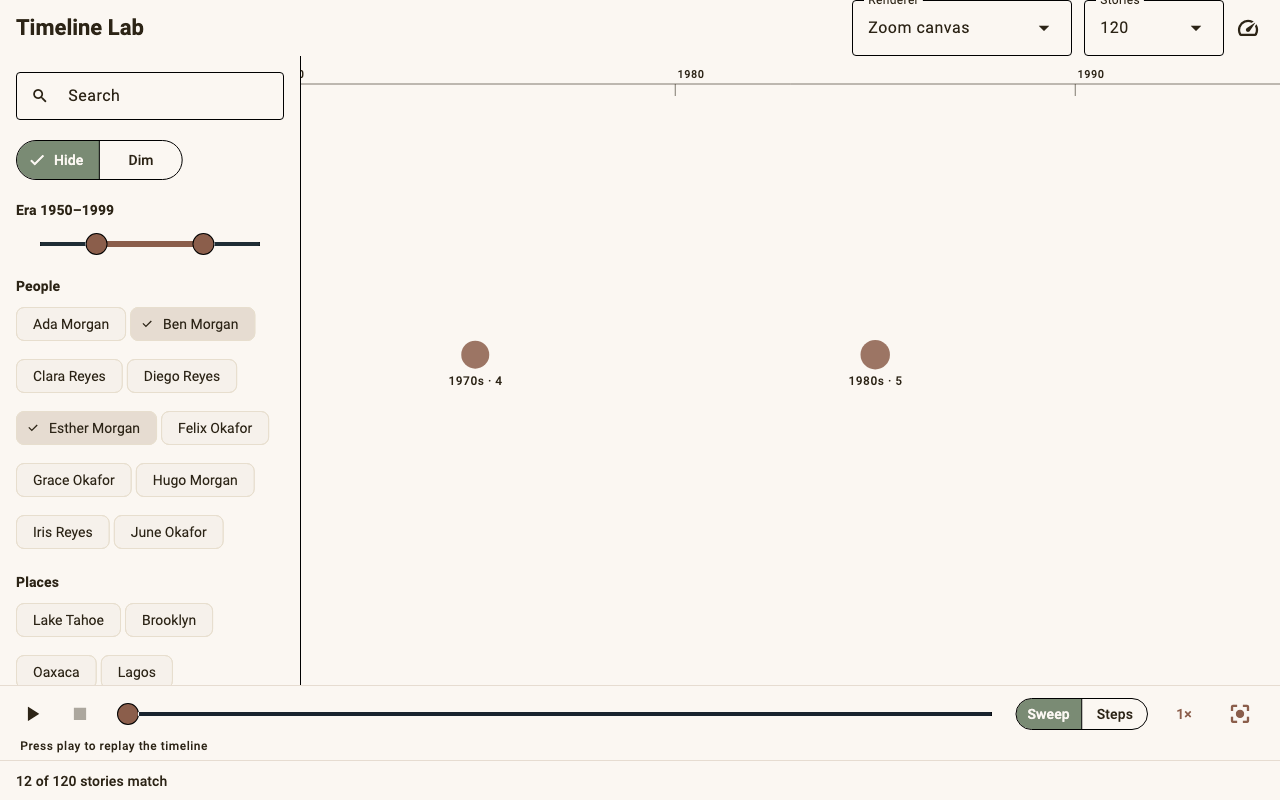 Timeline Lab
Renderer
Zoom canvas
Stories
120
Search
Hide
Dim
Era 1950–1999
People
Ada Morgan
Ben Morgan
Clara Reyes
Diego Reyes
Esther Morgan
Felix Okafor
Grace Okafor
Hugo Morgan
Iris Reyes
June Okafor
Places
Lake Tahoe
Brooklyn
Oaxaca
Lagos
1980
1990
1970s · 4
1980s · 5
Sweep
Steps
1×
Press play to replay the timeline
12 of 120 stories match